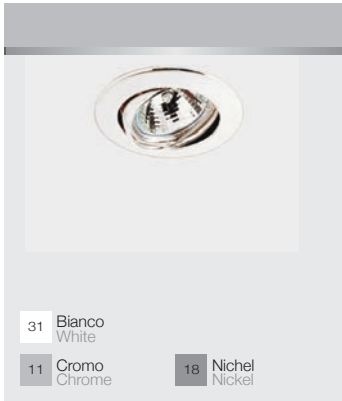 31 Bianco
White
11 Cromo
Chrome
18 Nichel
Nickel